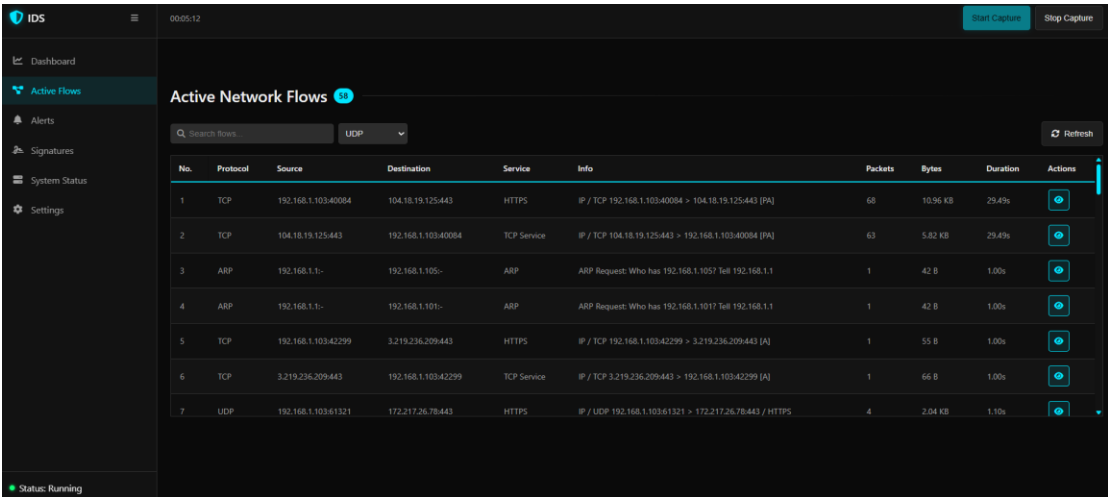 IDS
00:05:12
Start Capture
Stop Capture
Dashboard
Active Flows
Alerts
Signatures
System Status
Settings
Status: Running
Active Network Flows 58
Search flows...
UDP
Refresh
No. Protocol Source Destination Service Info Packets Bytes Duration Actions
1 TCP 192.168.1.103:40084 104.18.19.125:443 HTTPS IP / TCP 192.168.1.103:40084 > 104.18.19.125:443 [PA] 68 10.96 KB 29.49s
2 TCP 104.18.19.125:443 192.168.1.103:40084 TCP Service IP / TCP 104.18.19.125:443 > 192.168.1.103:40084 [PA] 63 5.82 KB 29.49s
3 ARP 192.168.1.1:- 192.168.1.105:- ARP ARP Request: Who has 192.168.1.105? Tell 192.168.1.1 1 42 B 1.00s
4 ARP 192.168.1.1:- 192.168.1.101:- ARP ARP Request: Who has 192.168.1.101? Tell 192.168.1.1 1 42 B 1.00s
5 TCP 192.168.1.103:42299 3.219.236.209:443 HTTPS IP / TCP 192.168.1.103:42299 > 3.219.236.209:443 [A] 1 55 B 1.00s
6 TCP 3.219.236.209:443 192.168.1.103:42299 TCP Service IP / TCP 3.219.236.209:443 > 192.168.1.103:42299 [A] 1 66 B 1.00s
7 UDP 192.168.1.103:61321 172.217.26.78:443 HTTPS IP / UDP 192.168.1.103:61321 > 172.217.26.78:443 / HTTPS 4 2.04 KB 1.10s